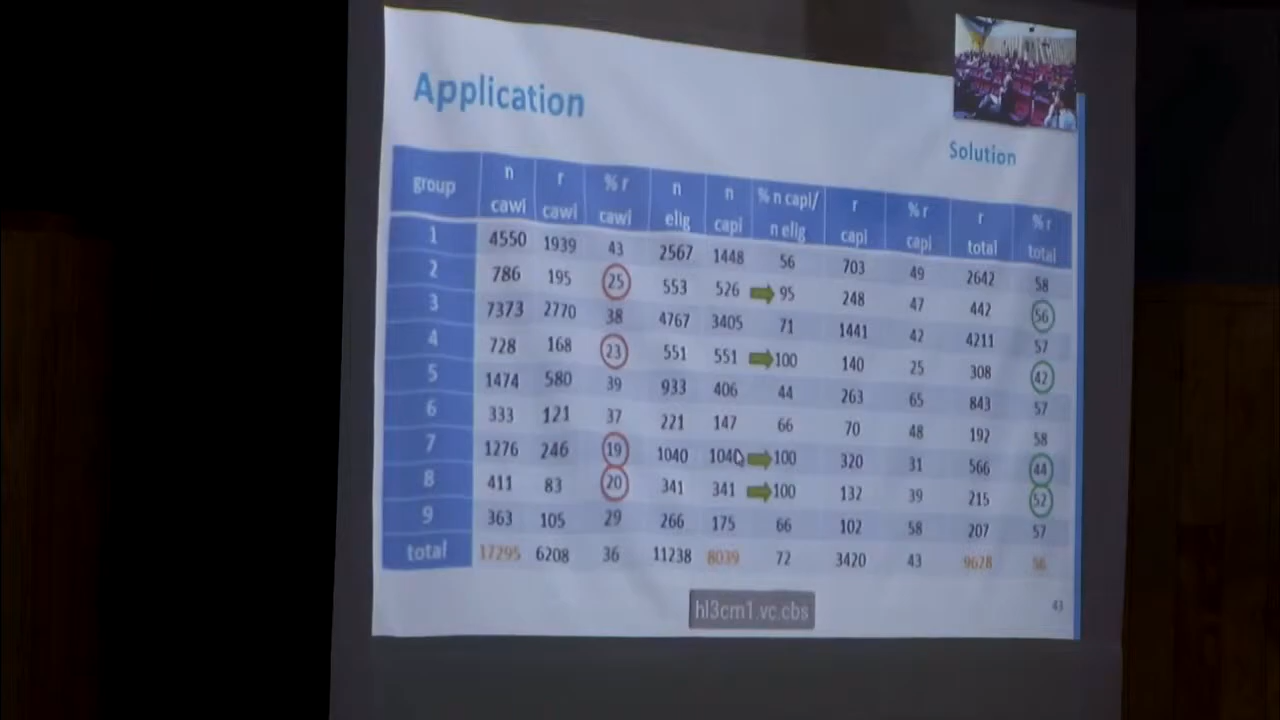 Application
Solution
group n cawi r cawi % r cawi n elig n capi % n capi/ n elig r capi % r capi r total % r total
1 4550 1939 43 2567 1448 56 703 49 2642 58
2 786 195 25 553 526 95 248 47 442 56
3 7373 2770 38 4767 3405 71 1441 42 4211 57
4 728 168 23 551 551 100 140 25 308 42
5 1474 580 39 933 406 44 263 65 843 57
6 333 121 37 221 147 66 70 48 192 58
7 1276 246 19 1040 1040 100 320 31 566 44
8 411 83 20 341 341 100 132 39 215 52
9 363 105 29 266 175 66 102 58 207 57
total 17295 6208 36 11238 8039 72 3420 43 9628 56
hl3cm1.vc.cbs
43